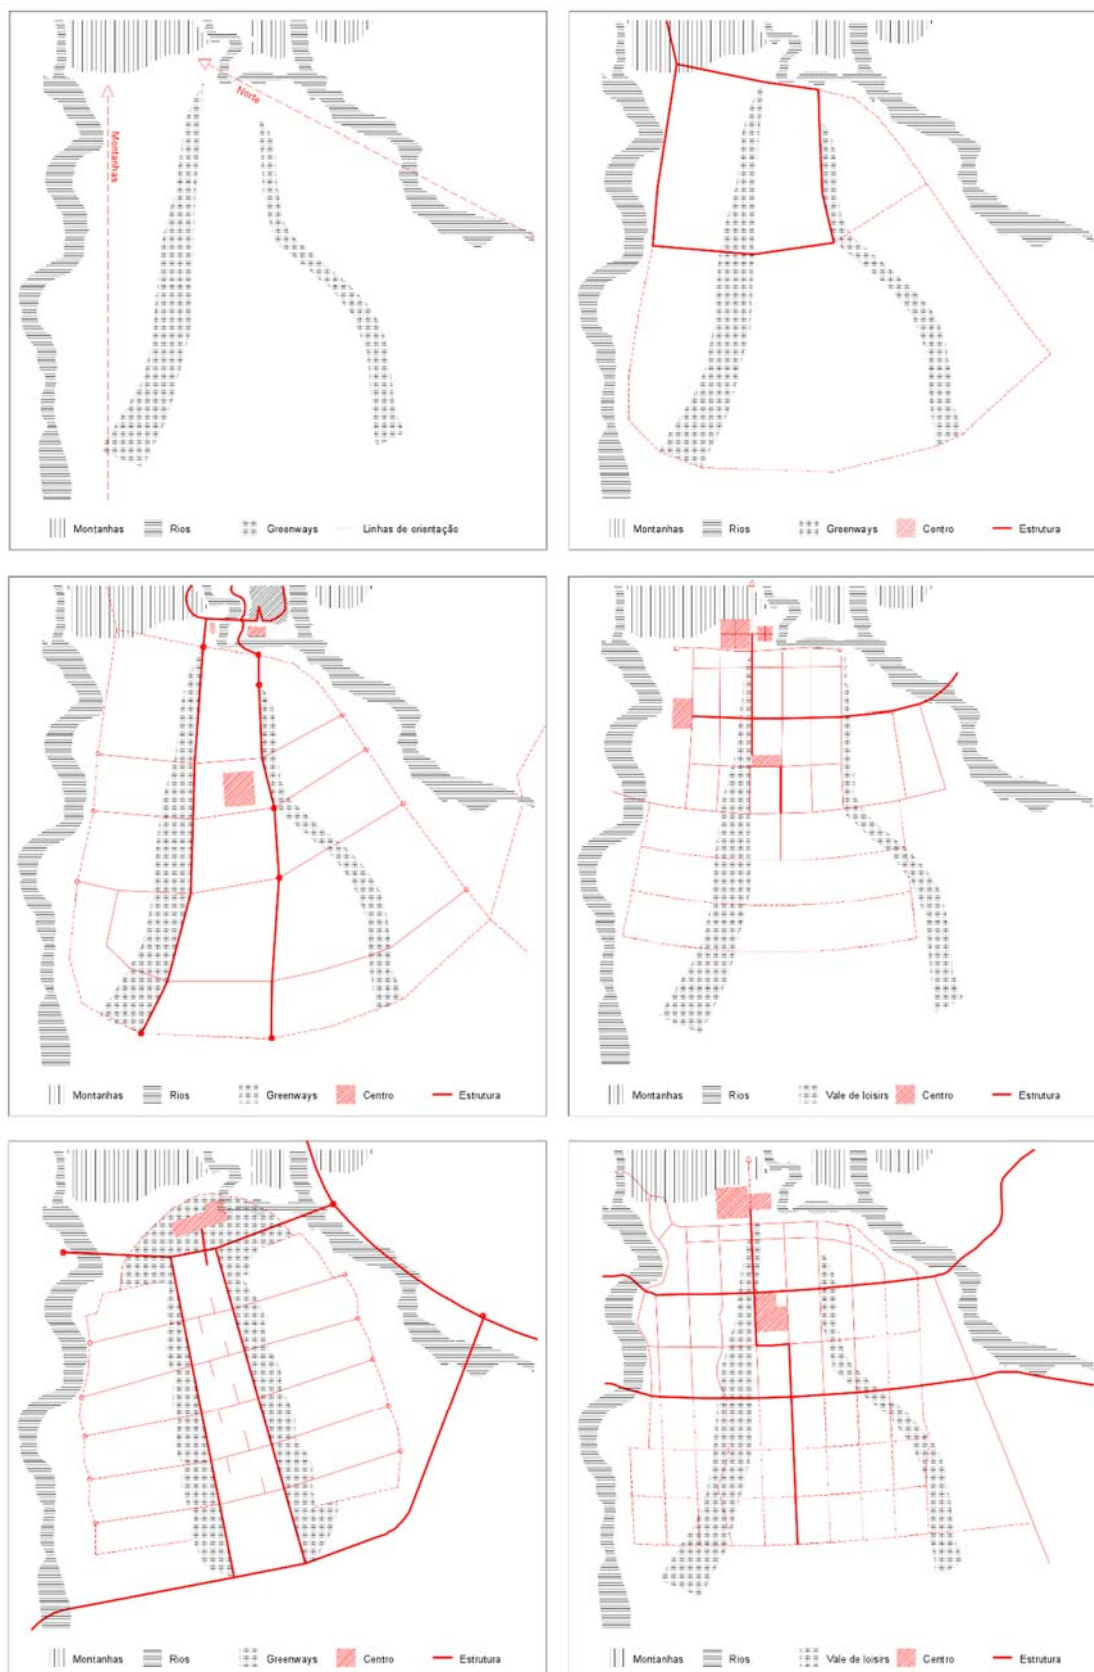 Montanhas
Norte
Montanhas Rios Greenways Linhas de orientação
Montanhas Rios Greenways Centro Estrutura
Montanhas Rios Greenways Centro Estrutura
Montanhas Rios Vale de loisirs Centro Estrutura
Montanhas Rios Greenways Centro Estrutura
Montanhas Rios Vale de loisirs Centro Estrutura